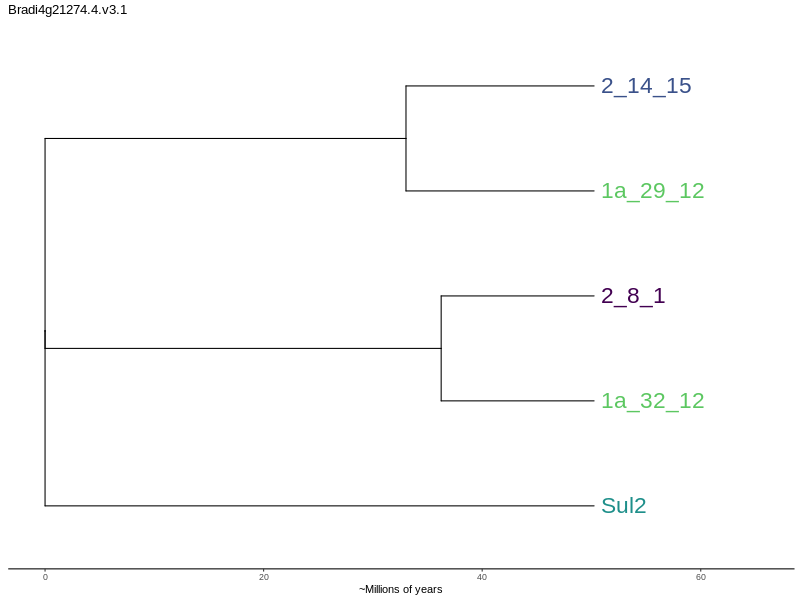 Bradi4g21274.4.v3.1
2_14_15
1a_29_12
2_8_1
1a_32_12
Sul2
0 20 40 60
~Millions of years